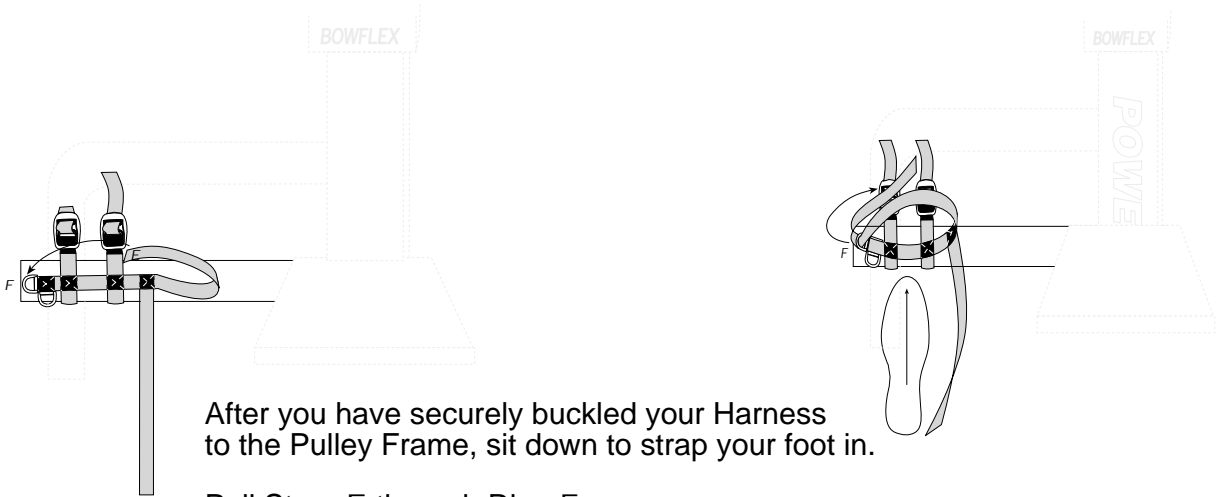 BOWFLEX
BOWFLEX
POWE
F
F
F
After you have securely buckled your Harness
to the Pulley Frame, sit down to strap your foot in.